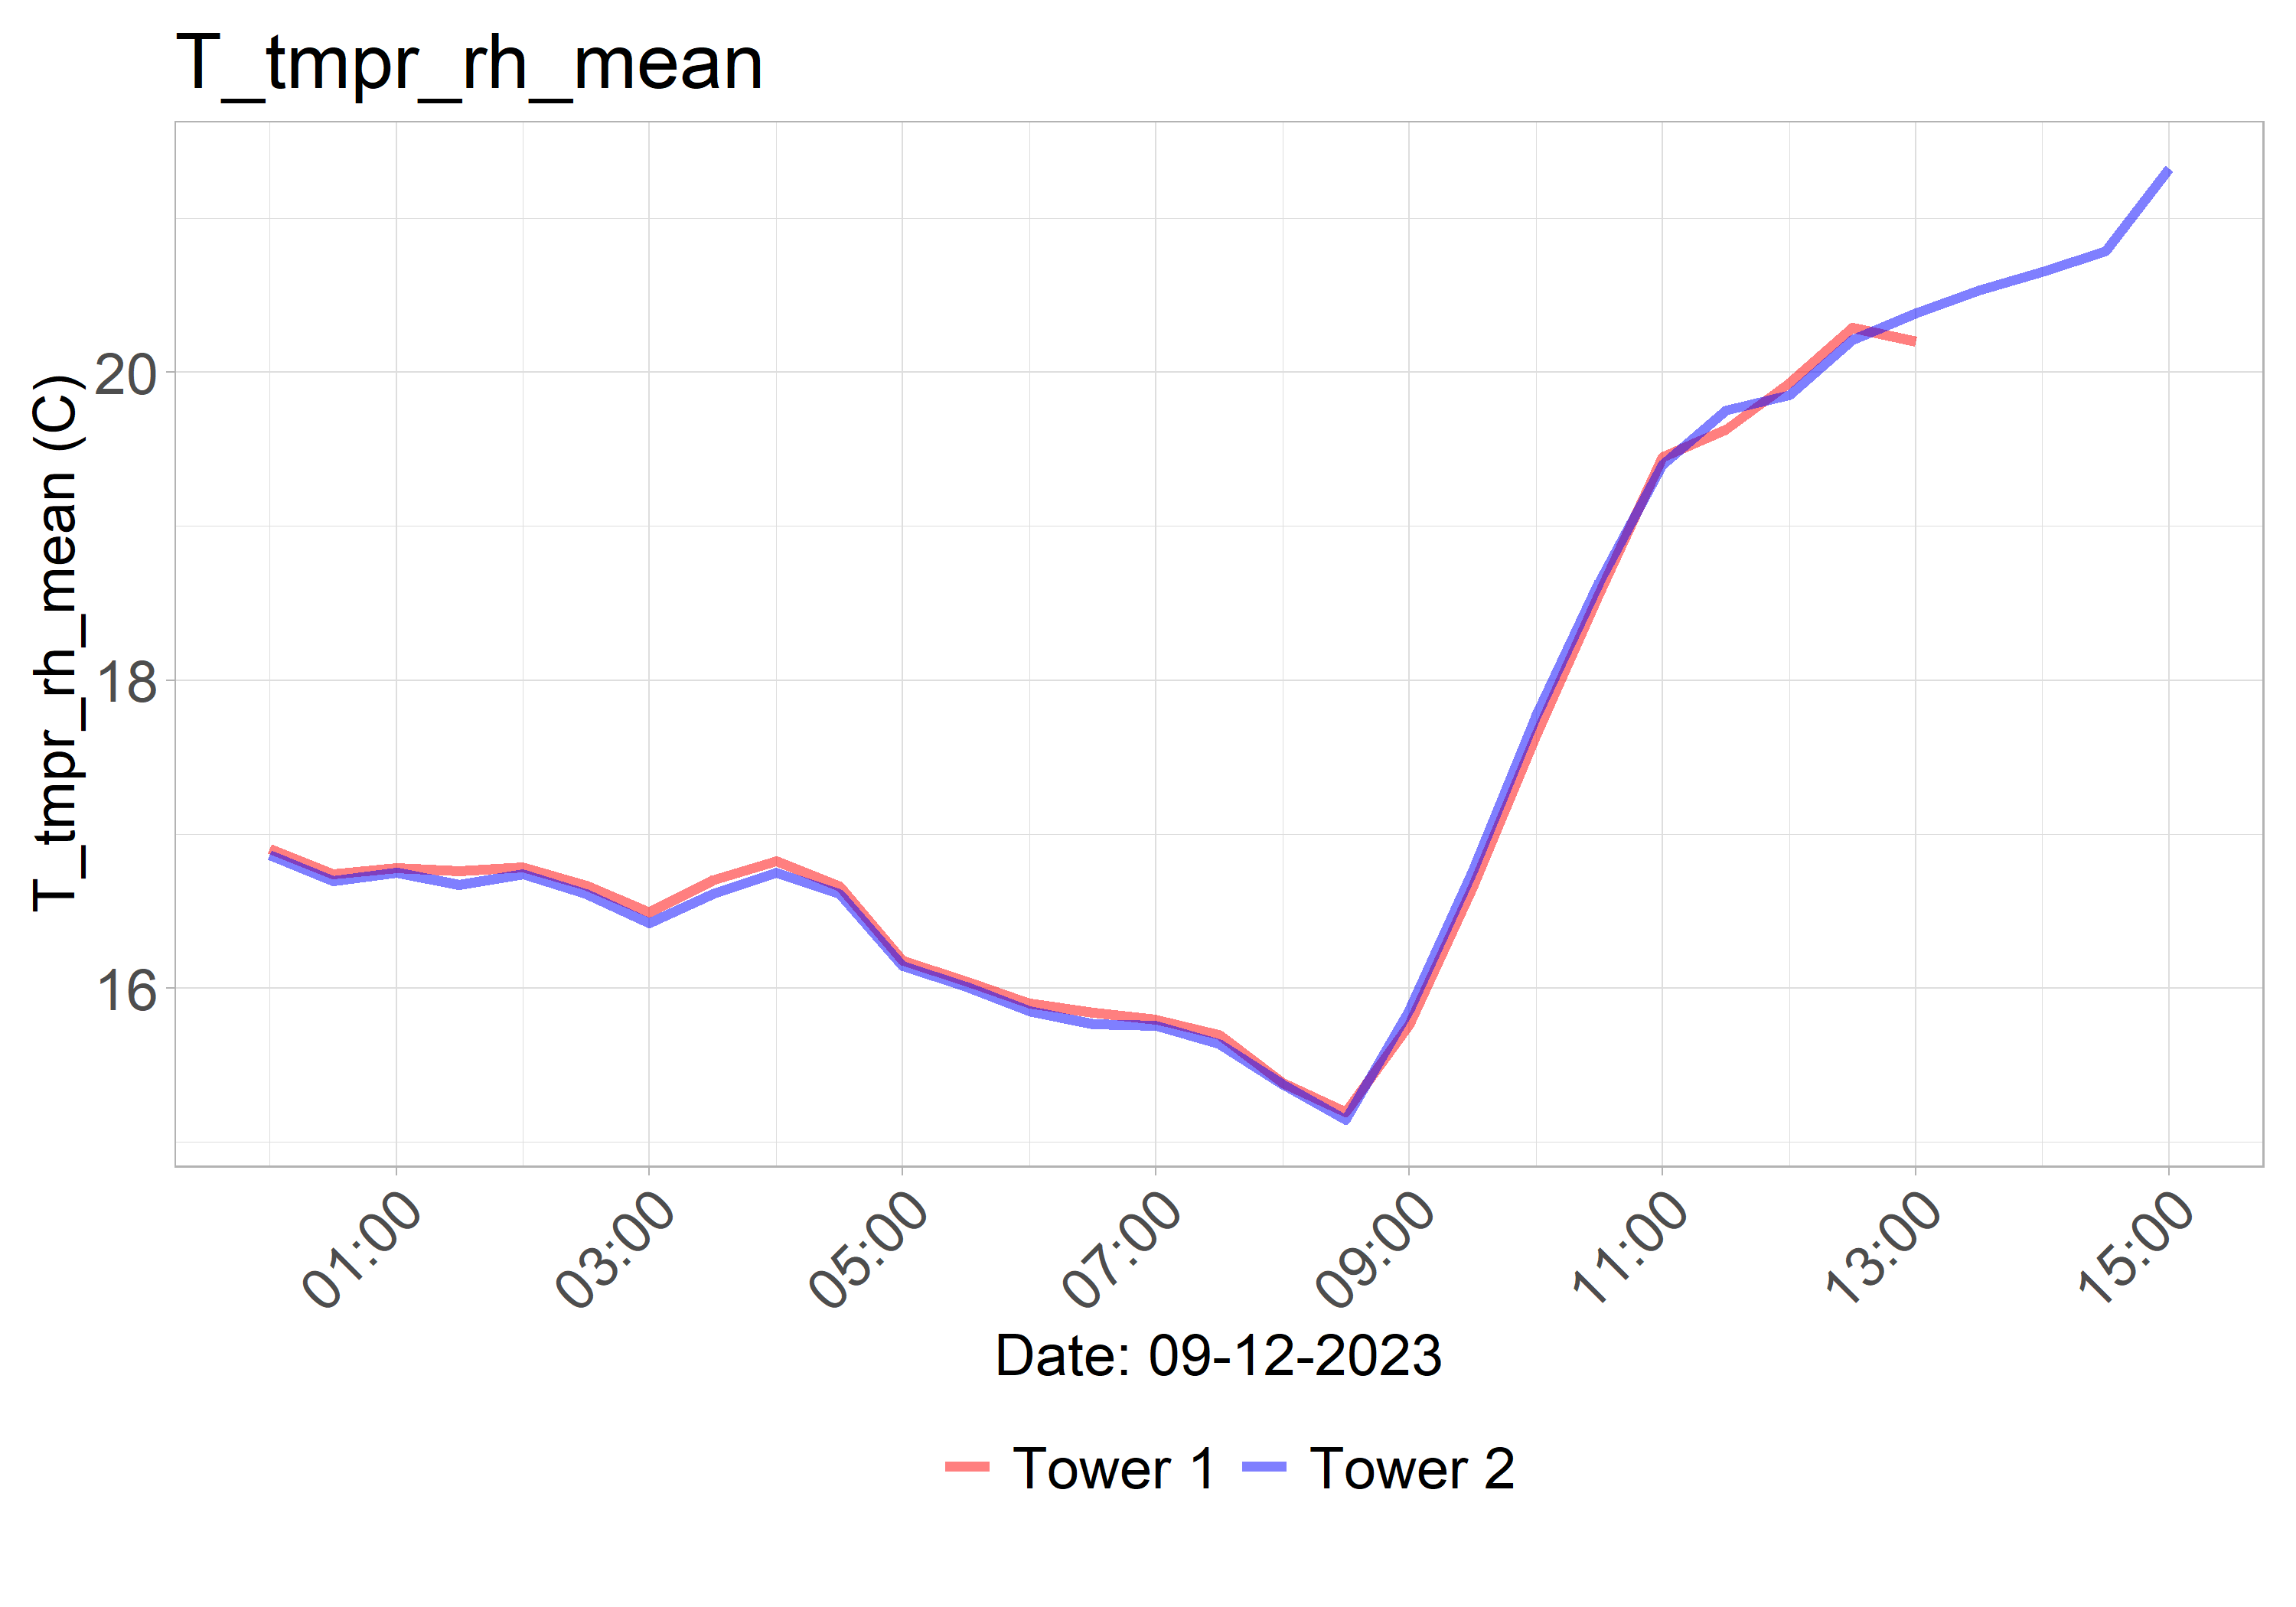 T_tmpr_rh_mean
T_tmpr_rh_mean (C)
20
18
16
01:00
03:00
05:00
07:00
09:00
11:00
13:00
15:00
Date: 09-12-2023
Tower 1
Tower 2